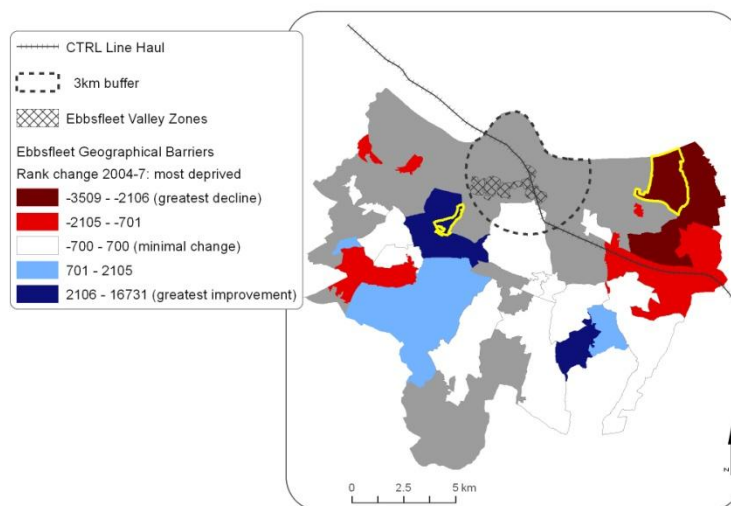 CTRL Line Haul
3km buffer
Ebbsfleet Valley Zones
Ebbsfleet Geographical Barriers
Rank change 2004-7: most deprived
-3509 - -2106 (greatest decline)
-2105 - -701
-700 - 700 (minimal change)
701 - 2105
2106 - 16731 (greatest improvement)
0 2.5 5 km
N